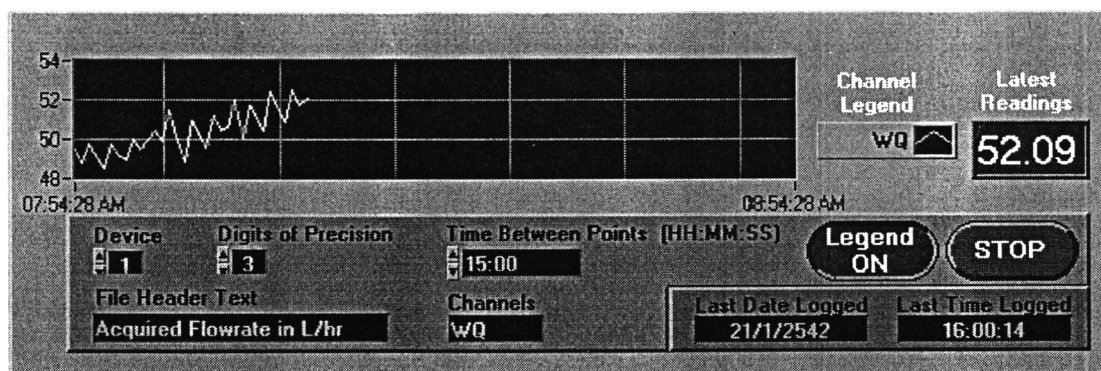 54
52
50
48
07:54:28 AM
08:54:28 AM
Channel
Legend
WQ
Latest
Readings
52.09
Device
1
Digits of Precision
3
Time Between Points [HH:MM:SS]
15:00
Legend
ON
STOP
File Header Text
Acquired Flowrate in L/hr
Channels
WQ
Last Date Logged
21/1/2542
Last Time Logged
16:00:14